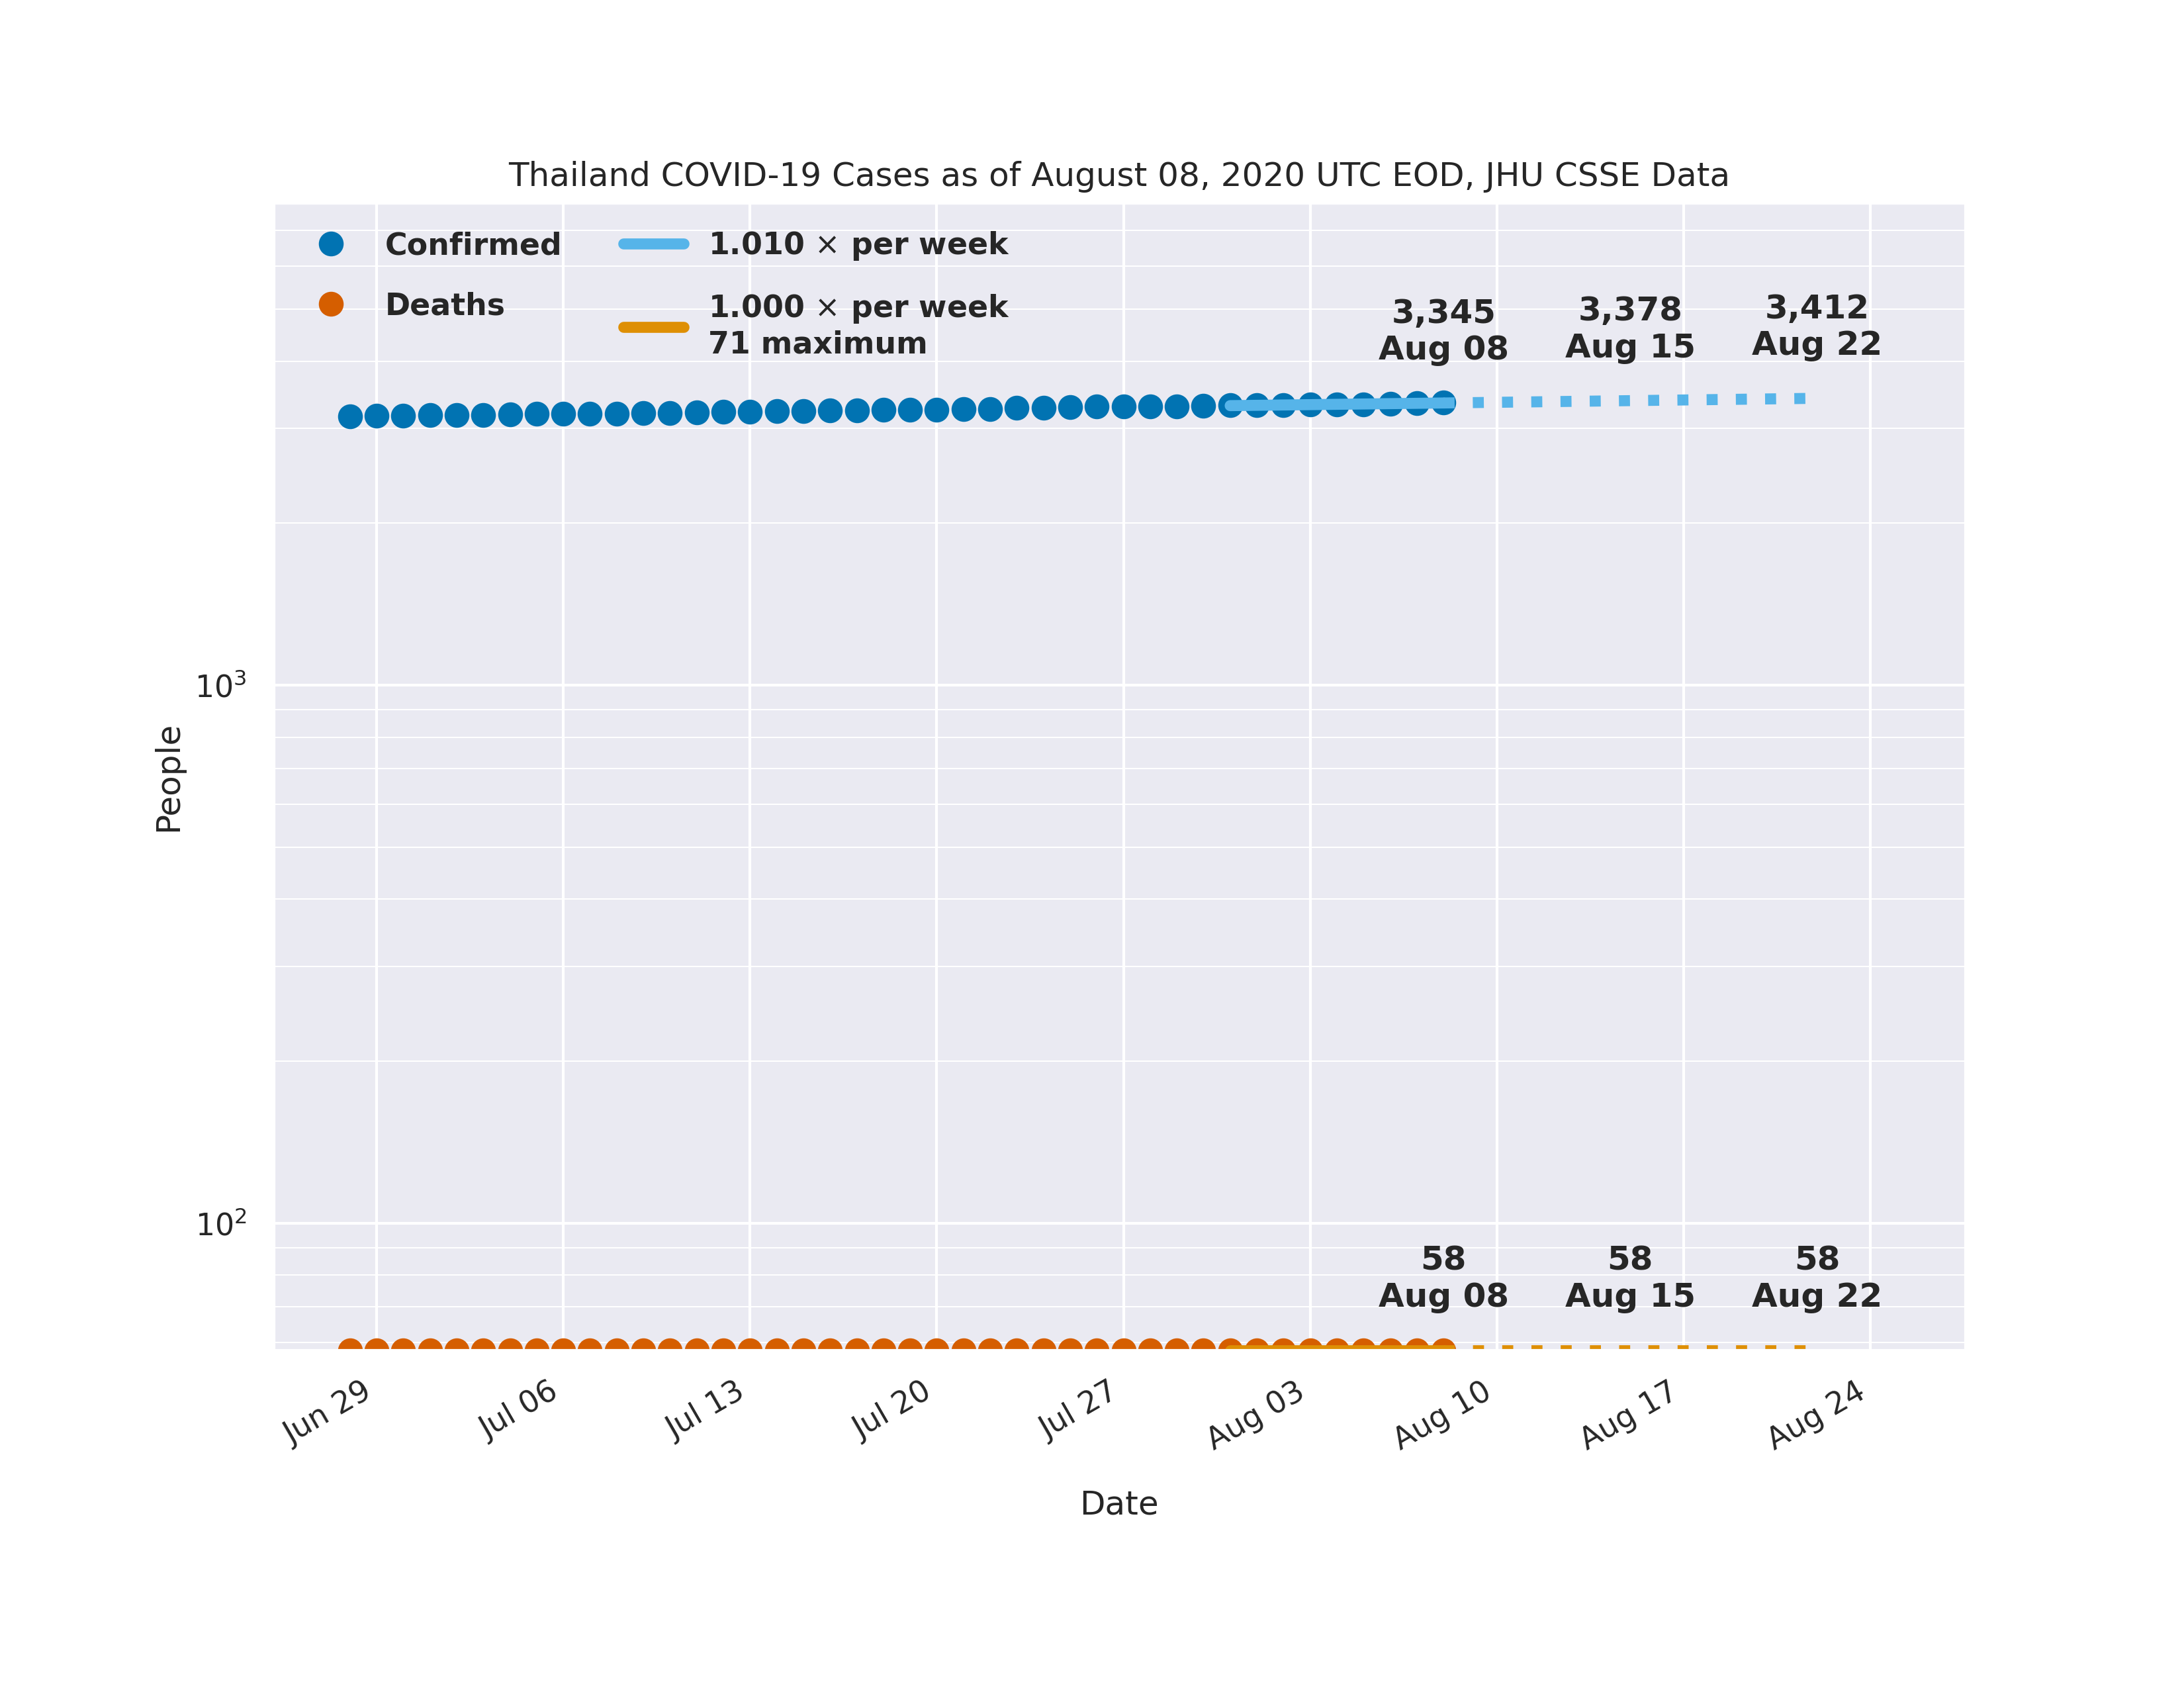 Thailand COVID-19 Cases as of August 08, 2020 UTC EOD, JHU CSSE Data
Confirmed
Deaths
1.010 × per week
1.000 × per week
71 maximum
3,345
Aug 08
3,378
Aug 15
3,412
Aug 22
10³
10²
People
58
Aug 08
58
Aug 15
58
Aug 22
Jun 29
Jul 06
Jul 13
Jul 20
Jul 27
Aug 03
Aug 10
Aug 17
Aug 24
Date